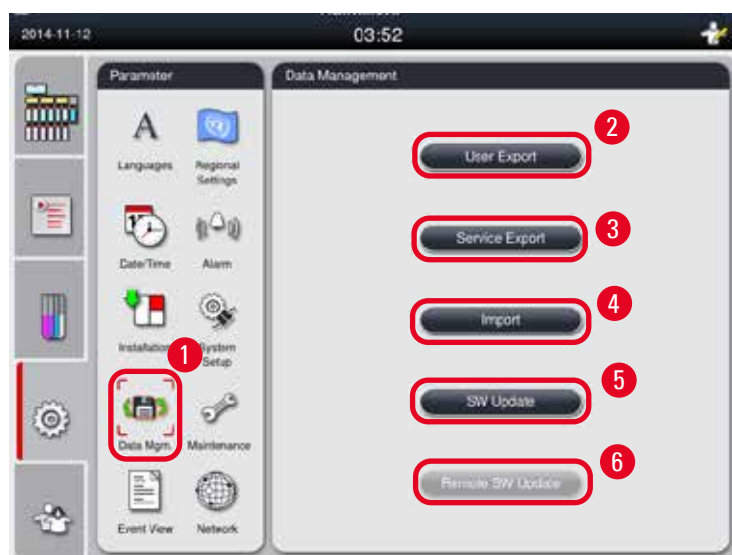 2014-11-12
03:52
Parameter
Data Management
Languages
Regional Settings
Date/Time
Alarm
Installation
System Setup
Data Mgm.
Maintenance
Event View
Network
1
2
User Export
3
Service Export
4
Import
5
SW Update
6
Remote SW Update